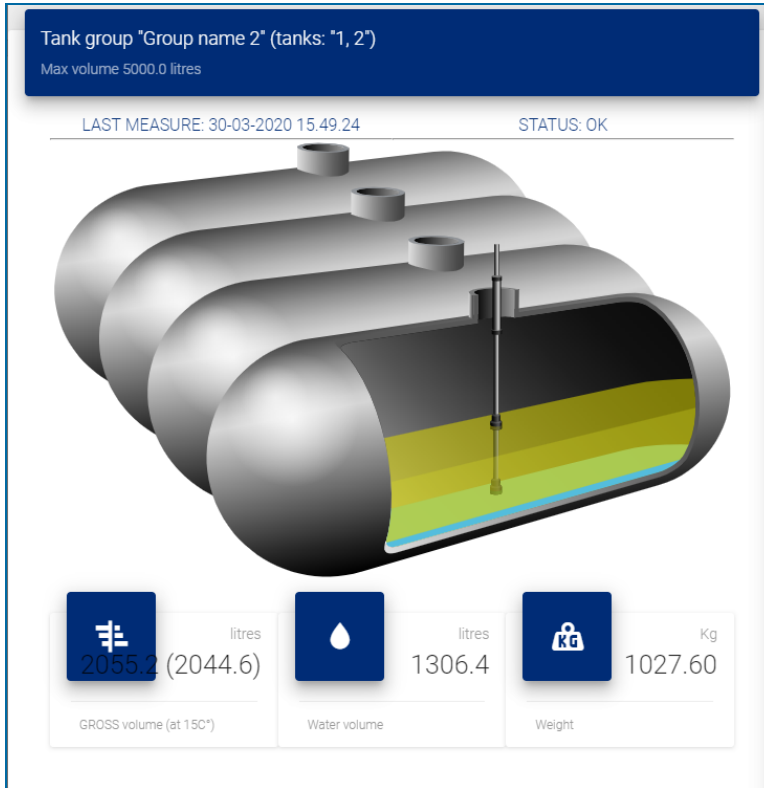 Tank group "Group name 2" (tanks: "1, 2")
Max volume 5000.0 litres
LAST MEASURE: 30-03-2020 15.49.24 STATUS: OK
litres
2055.2 (2044.6)
GROSS volume (at 15C°)
litres
1306.4
Water volume
KG
Kg
1027.60
Weight